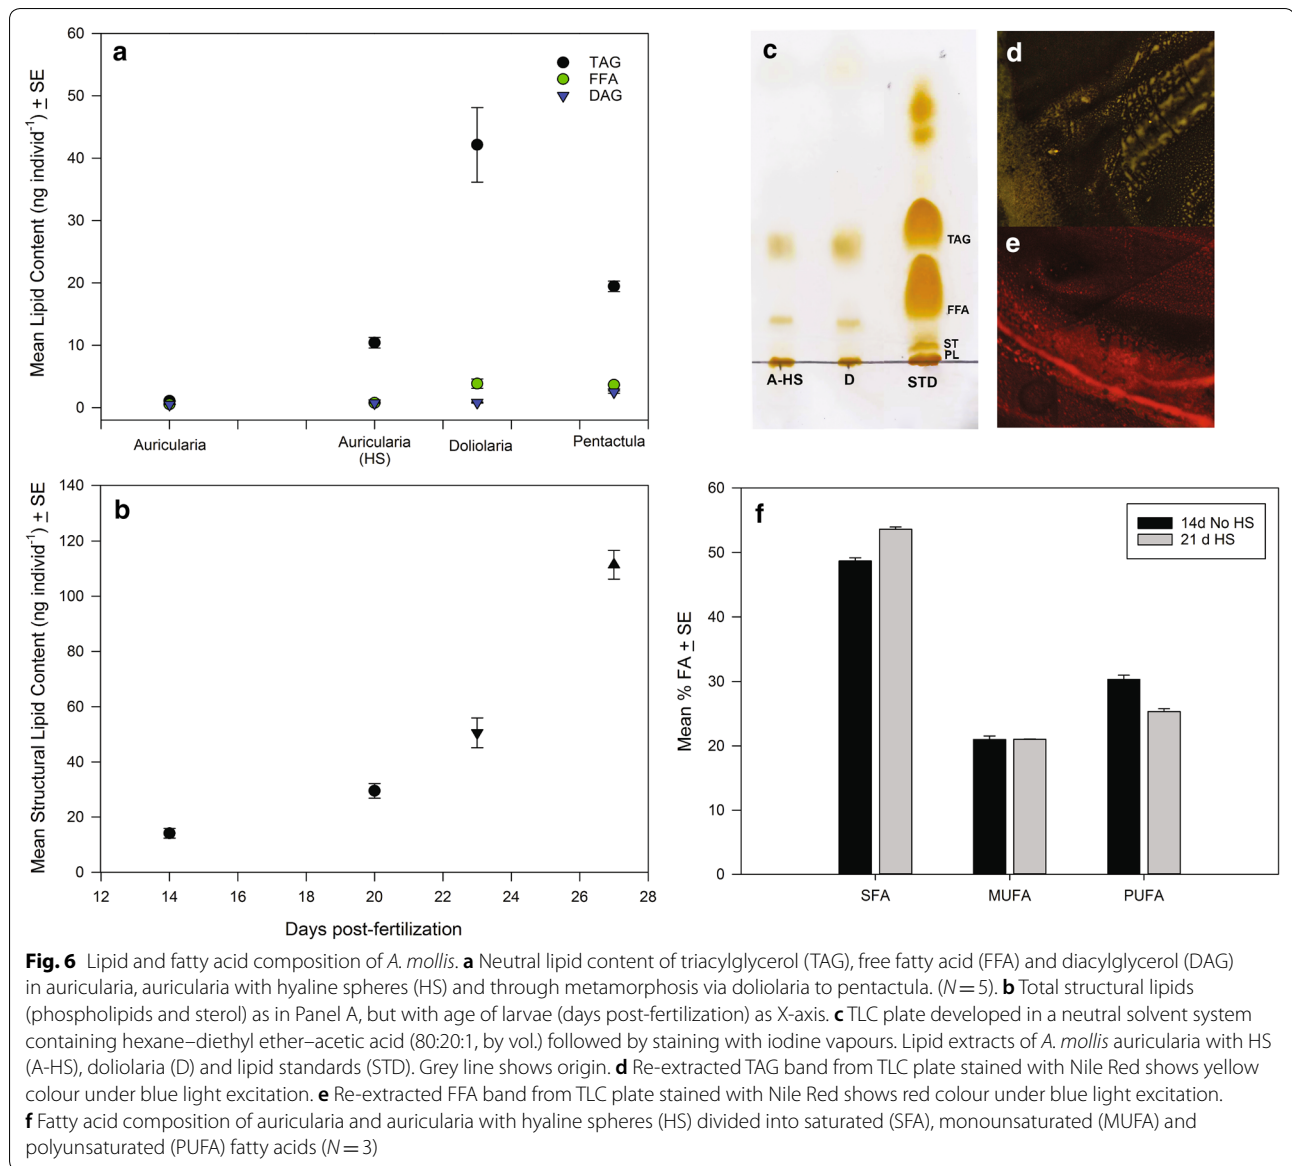 a
TAG
FFA
DAG
Mean Lipid Content (ng individ⁻¹) ± SE
60
50
40
30
20
10
0
Auricularia
Auricularia
(HS)
Doliolaria
Pentactula
b
Mean Structural Lipid Content (ng individ⁻¹) ± SE
140
120
100
80
60
40
20
0
12 14 16 18 20 22 24 26 28
Days post-fertilization
c
TAG
FFA
ST
PL
A-HS D STD
d
e
f
14d No HS
21 d HS
Mean % FA ± SE
60
50
40
30
20
10
0
SFA MUFA PUFA
Fig. 6 Lipid and fatty acid composition of A. mollis. a Neutral lipid content of triacylglycerol (TAG), free fatty acid (FFA) and diacylglycerol (DAG)
in auricularia, auricularia with hyaline spheres (HS) and through metamorphosis via doliolaria to pentactula. (N = 5). b Total structural lipids
(phospholipids and sterol) as in Panel A, but with age of larvae (days post-fertilization) as X-axis. c TLC plate developed in a neutral solvent system
containing hexane–diethyl ether–acetic acid (80:20:1, by vol.) followed by staining with iodine vapours. Lipid extracts of A. mollis auricularia with HS
(A-HS), doliolaria (D) and lipid standards (STD). Grey line shows origin. d Re-extracted TAG band from TLC plate stained with Nile Red shows yellow
colour under blue light excitation. e Re-extracted FFA band from TLC plate stained with Nile Red shows red colour under blue light excitation.
f Fatty acid composition of auricularia and auricularia with hyaline spheres (HS) divided into saturated (SFA), monounsaturated (MUFA) and
polyunsaturated (PUFA) fatty acids (N = 3)